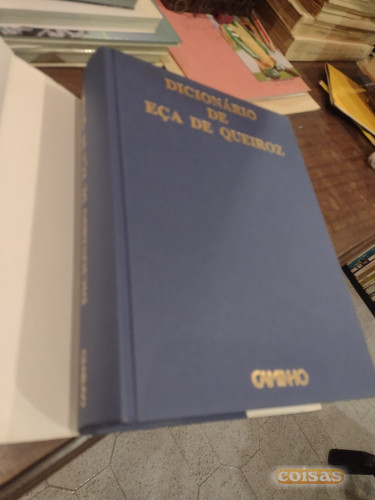 DICIONÁRIO
DE
EÇA DE QUEIROZ
CAMINHO
coisas